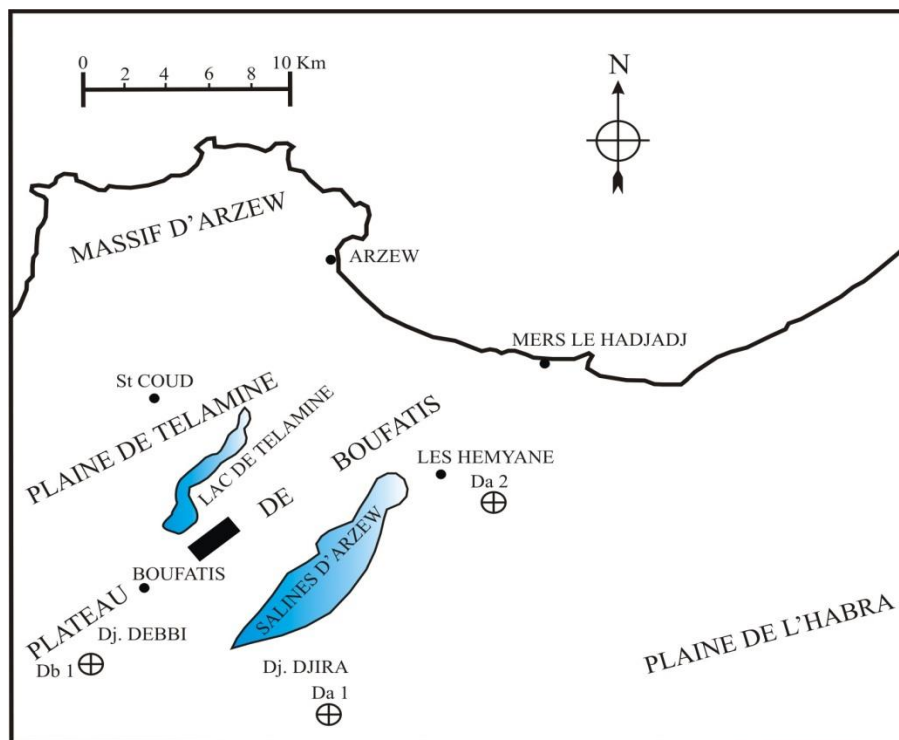 0 2 4 6 8 10 Km
N
MASSIF D'ARZEW
ARZEW
MERS LE HADJADJ
St COUD
PLAINE DE TELAMINE
LAC DE TELAMINE
PLATEAU DE BOUFATIS
LES HEMYANE
Da 2
SALINES D'ARZEW
BOUFATIS
Dj. DEBBI
Db 1
Dj. DJIRA
Da 1
PLAINE DE L'HABRA